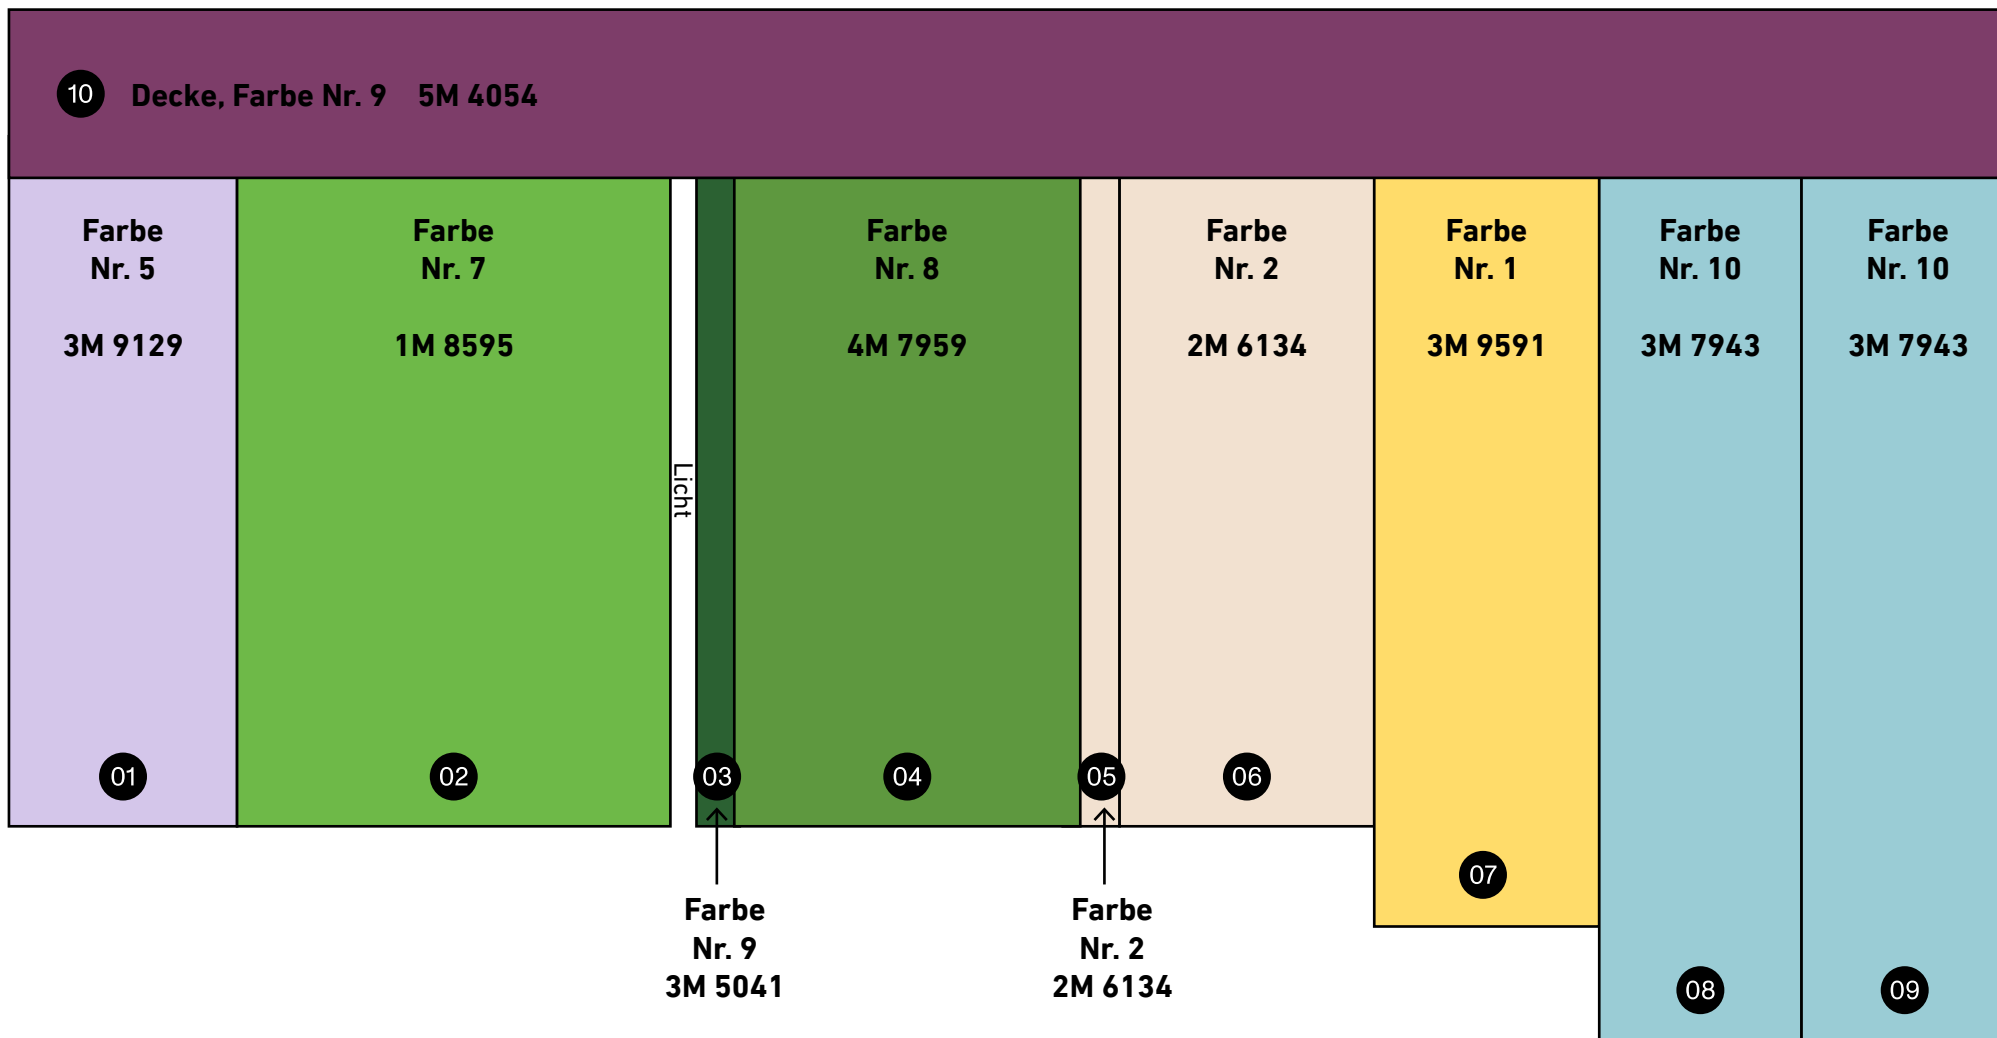 10 Decke, Farbe Nr. 9 5M 4054
Farbe
Nr. 5
3M 9129
01
Farbe
Nr. 7
1M 8595
02
Licht
03
Farbe
Nr. 9
3M 5041
Farbe
Nr. 8
4M 7959
04
05
Farbe
Nr. 2
2M 6134
Farbe
Nr. 2
2M 6134
06
Farbe
Nr. 1
3M 9591
07
Farbe
Nr. 10
3M 7943
08
Farbe
Nr. 10
3M 7943
09